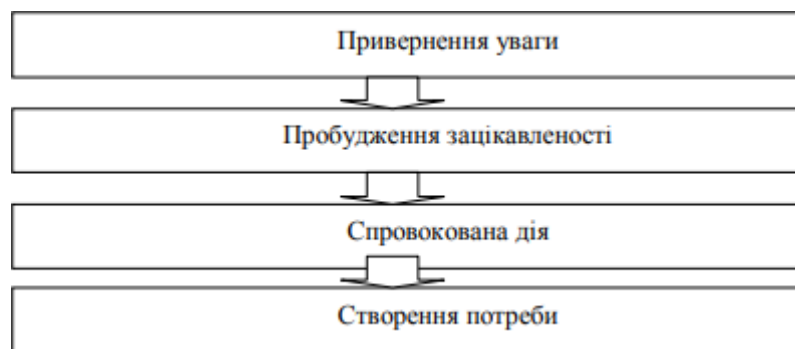 Привернення уваги
Пробудження зацікавленості
Спровокована дія
Створення потреби